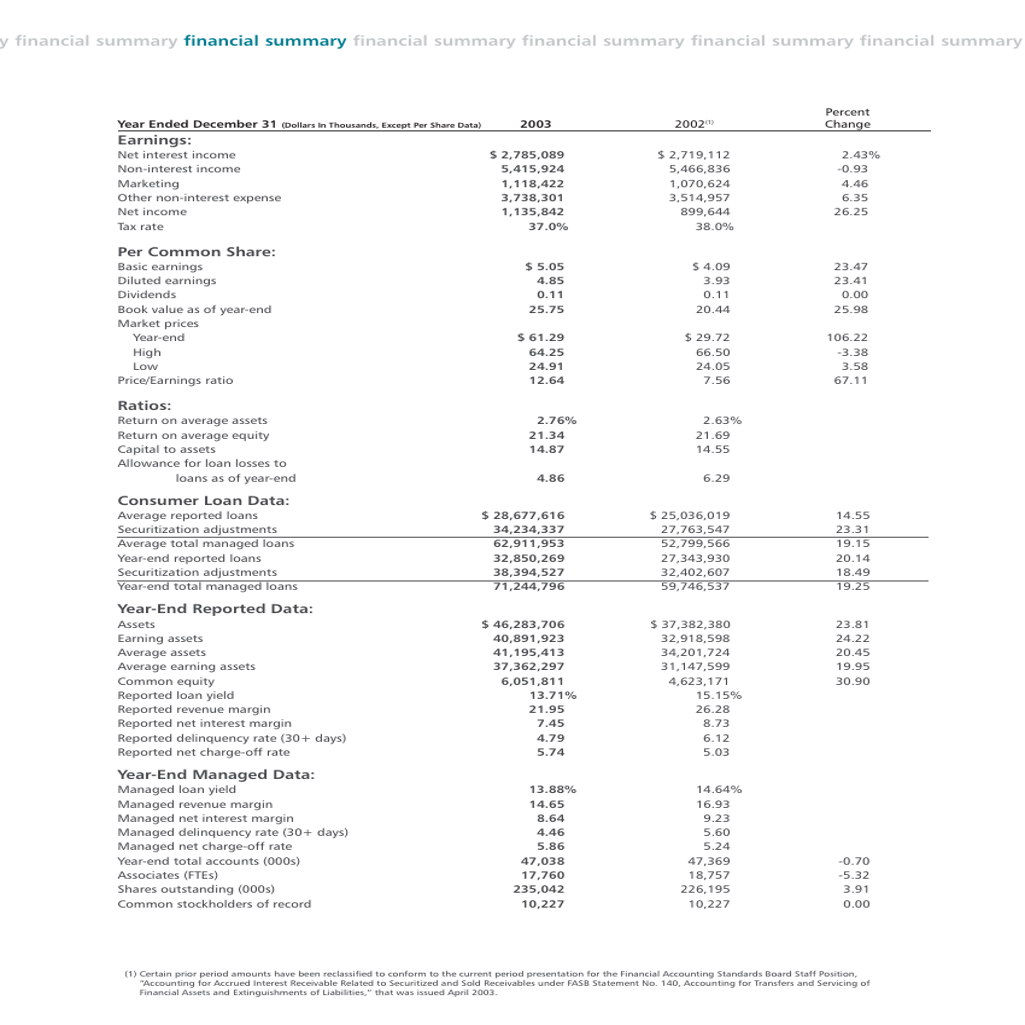 y financial summary financial summary financial summary financial summary financial summary financial summary
Percent
Year Ended December 31 (Dollars In Thousands, Except Per Share Data) 2003 2002(1) Change
Earnings:
Net interest income $ 2,785,089 $ 2,719,112 2.43%
Non-interest income 5,415,924 5,466,836 -0.93
Marketing 1,118,422 1,070,624 4.46
Other non-interest expense 3,738,301 3,514,957 6.35
Net income 1,135,842 899,644 26.25
Tax rate 37.0% 38.0%
Per Common Share:
Basic earnings $ 5.05 $ 4.09 23.47
Diluted earnings 4.85 3.93 23.41
Dividends 0.11 0.11 0.00
Book value as of year-end 25.75 20.44 25.98
Market prices
Year-end $ 61.29 $ 29.72 106.22
High 64.25 66.50 -3.38
Low 24.91 24.05 3.58
Price/Earnings ratio 12.64 7.56 67.11
Ratios:
Return on average assets 2.76% 2.63%
Return on average equity 21.34 21.69
Capital to assets 14.87 14.55
Allowance for loan losses to
loans as of year-end 4.86 6.29
Consumer Loan Data:
Average reported loans $ 28,677,616 $ 25,036,019 14.55
Securitization adjustments 34,234,337 27,763,547 23.31
Average total managed loans 62,911,953 52,799,566 19.15
Year-end reported loans 32,850,269 27,343,930 20.14
Securitization adjustments 38,394,527 32,402,607 18.49
Year-end total managed loans 71,244,796 59,746,537 19.25
Year-End Reported Data:
Assets $ 46,283,706 $ 37,382,380 23.81
Earning assets 40,891,923 32,918,598 24.22
Average assets 41,195,413 34,201,724 20.45
Average earning assets 37,362,297 31,147,599 19.95
Common equity 6,051,811 4,623,171 30.90
Reported loan yield 13.71% 15.15%
Reported revenue margin 21.95 26.28
Reported net interest margin 7.45 8.73
Reported delinquency rate (30+ days) 4.79 6.12
Reported net charge-off rate 5.74 5.03
Year-End Managed Data:
Managed loan yield 13.88% 14.64%
Managed revenue margin 14.65 16.93
Managed net interest margin 8.64 9.23
Managed delinquency rate (30+ days) 4.46 5.60
Managed net charge-off rate 5.86 5.24
Year-end total accounts (000s) 47,038 47,369 -0.70
Associates (FTEs) 17,760 18,757 -5.32
Shares outstanding (000s) 235,042 226,195 3.91
Common stockholders of record 10,227 10,227 0.00
(1) Certain prior period amounts have been reclassified to conform to the current period presentation for the Financial Accounting Standards Board Staff Position,
"Accounting for Accrued Interest Receivable Related to Securitized and Sold Receivables under FASB Statement No. 140, Accounting for Transfers and Servicing of
Financial Assets and Extinguishments of Liabilities," that was issued April 2003.